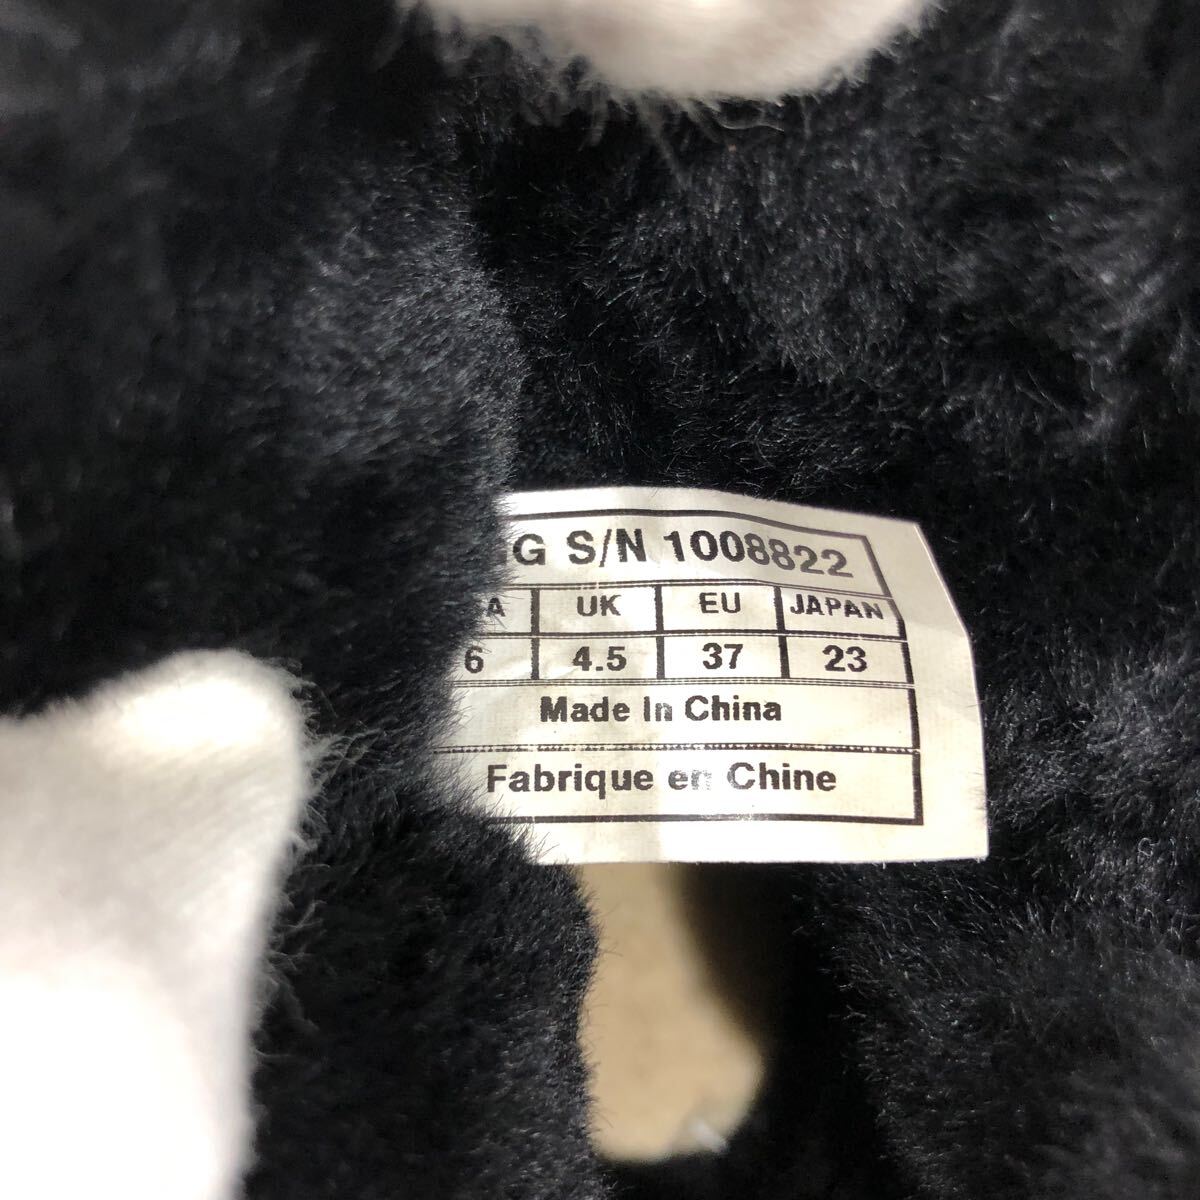 G S/N 1008822
A UK EU JAPAN
6 4.5 37 23
Made In China
Fabrique en Chine